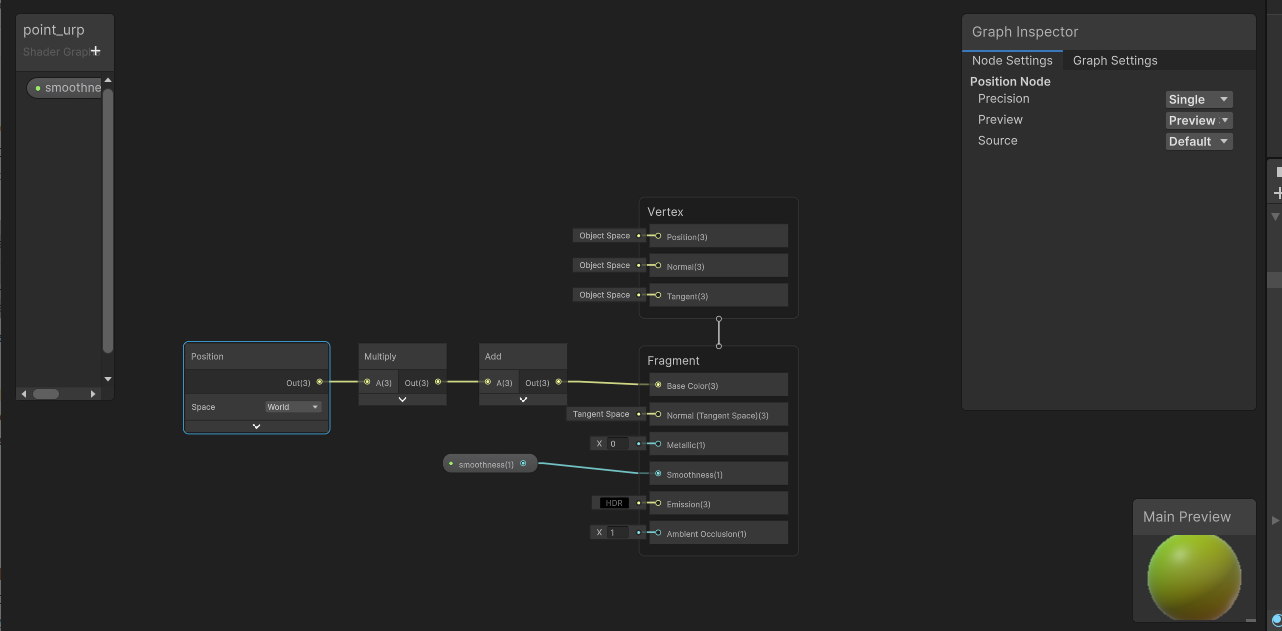 point_urp
Shader Grap
+
smoothne
Graph Inspector
Node Settings Graph Settings
Position Node
Precision Single
Preview Preview
Source Default
Vertex
Object Space Position(3)
Object Space Normal(3)
Object Space Tangent(3)
Position
Out(3)
Space World
Multiply
A(3) Out(3)
Add
A(3) Out(3)
smoothness(1)
Fragment
Base Color(3)
Tangent Space Normal (Tangent Space)(3)
X 0 Metallic(1)
Smoothness(1)
HDR Emission(3)
X 1 Ambient Occlusion(1)
Main Preview